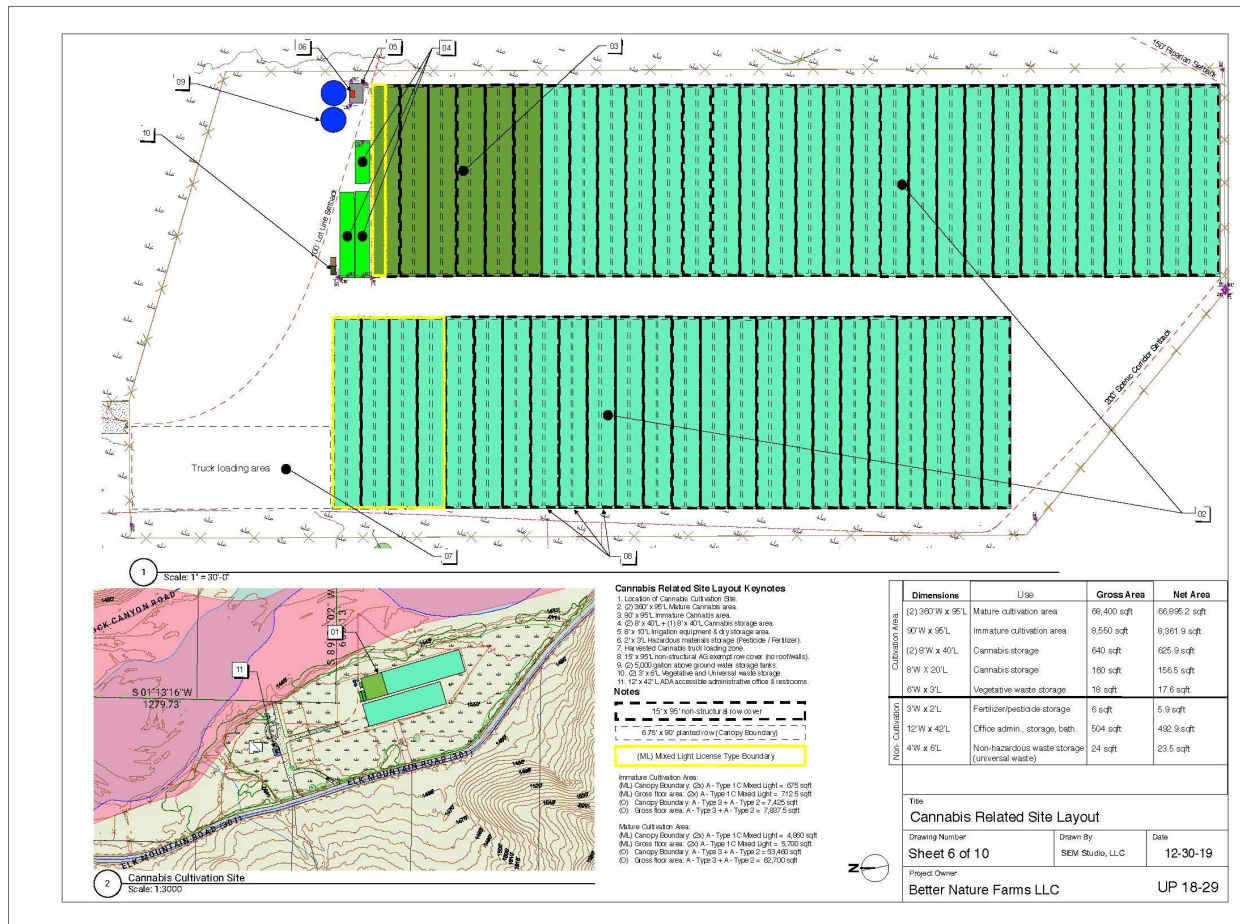 06
05
04
03
150' Riparian Setback
09
10
100' Lot Line Setback
200' Scenic Corridor Setback
Truck loading area
02
07
08
1
Scale: 1" = 30'-0"
CK CANYON ROAD
S 01°13'16" W
1279.73
01
11
ELK MOUNTAIN ROAD (301)
ELK MOUNTAIN ROAD (301)
2
Cannabis Cultivation Site
Scale: 1:3000
Cannabis Related Site Layout Keynotes
1. Location of Cannabis Cultivation Site.
2. (2) 360' x 95'L Mature Cannabis area.
3. 90' x 95'L Immature Cannabis area.
4. (2) 8' x 40'L + (1) 8' x 40'L Cannabis storage area.
5. 8' x 10'L Irrigation equipment & dry storage area.
6. 2' x 3'L Hazardous materials storage (Pesticide / Fertilizer).
7. Harvested Cannabis truck loading zone.
8. 15' x 95'L non-structural AG exempt row cover (no roof/walls).
9. (2) 5,000 gallon above ground water storage tanks.
10. (2) 3' x 6'L Vegetative and Universal waste storage.
11. 12' x 42'L ADA accessible administrative office & restrooms.
Notes
15' x 95' non-structural row cover
6.75' x 90' planted row (Canopy Boundary)
(ML) Mixed Light License Type Boundary
Immature Cultivation Area:
(ML) Canopy Boundary: (2x) A - Type 1C Mixed Light = 675 sqft
(ML) Gross floor area: (2x) A - Type 1C Mixed Light = 712.5 sqft
(O) Canopy Boundary: A - Type 3 + A - Type 2 = 7,425 sqft
(O) Gross floor area: A - Type 3 + A - Type 2 = 7,837.5 sqft
Mature Cultivation Area:
(ML) Canopy Boundary: (2x) A - Type 1C Mixed Light = 4,860 sqft
(ML) Gross floor area: (2x) A - Type 1C Mixed Light = 5,700 sqft
(O) Canopy Boundary: A - Type 3 + A - Type 2 = 53,460 sqft
(O) Gross floor area: A - Type 3 + A - Type 2 = 62,700 sqft
N
Dimensions Use Gross Area Net Area
Cultivation Area
(2) 360'W x 95'L Mature cultivation area 68,400 sqft 66,895.2 sqft
90'W x 95'L Immature cultivation area 8,550 sqft 8,361.9 sqft
(2) 8'W x 40'L Cannabis storage 640 sqft 625.9 sqft
8'W X 20'L Cannabis storage 160 sqft 156.5 sqft
6'W x 3'L Vegetative waste storage 18 sqft 17.6 sqft
Non-Cultivation
3'W x 2'L Fertilizer/pesticide storage 6 sqft 5.9 sqft
12'W x 42'L Office admin., storage, bath. 504 sqft 492.9 sqft
4'W x 6'L Non-hazardous waste storage 24 sqft 23.5 sqft
(universal waste)
Title
Cannabis Related Site Layout
Drawing Number Drawn By Date
Sheet 6 of 10 SEM Studio, LLC 12-30-19
Project Owner
Better Nature Farms LLC UP 18-29